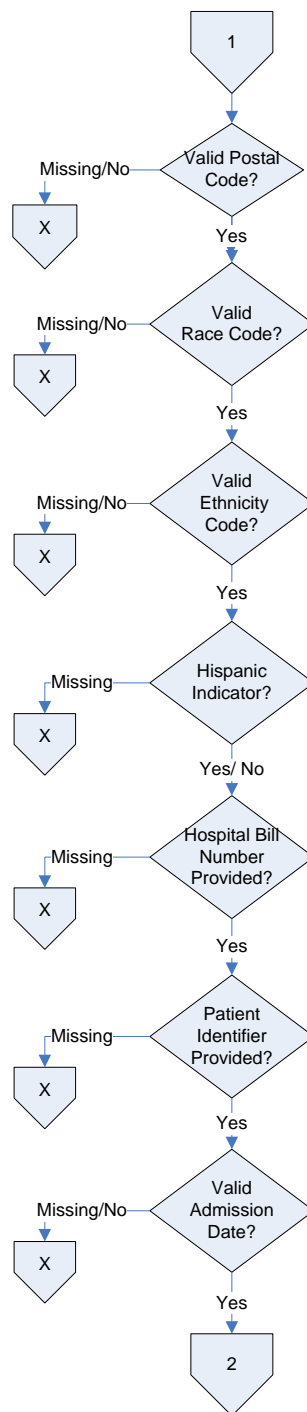 1
Valid Postal
Code?
Missing/No
X
Yes
Valid
Race Code?
Missing/No
X
Yes
Valid
Ethnicity
Code?
Missing/No
X
Yes
Hispanic
Indicator?
Missing
X
Yes/ No
Hospital Bill
Number
Provided?
Missing
X
Yes
Patient
Identifier
Provided?
Missing
X
Yes
Valid
Admission
Date?
Missing/No
X
Yes
2